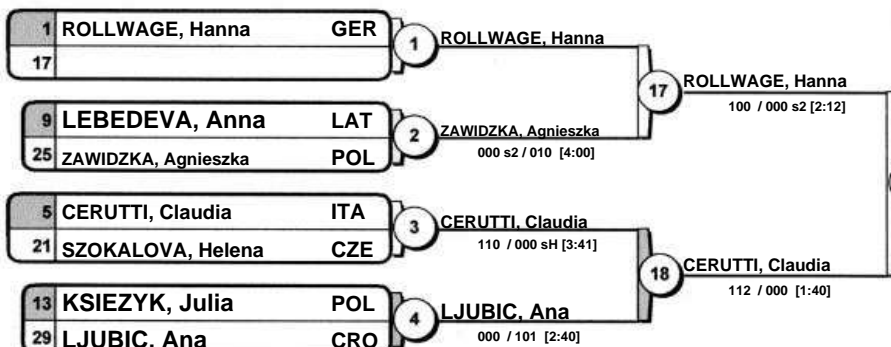 1 ROLLWAGE, Hanna GER
17
1
ROLLWAGE, Hanna
9 LEBEDEVA, Anna LAT
25 ZAWIDZKA, Agnieszka POL
2
ZAWIDZKA, Agnieszka
000 s2 / 010 [4:00]
17
ROLLWAGE, Hanna
100 / 000 s2 [2:12]
5 CERUTTI, Claudia ITA
21 SZOKALOVA, Helena CZE
3
CERUTTI, Claudia
110 / 000 sH [3:41]
13 KSIEZYK, Julia POL
29 LJUBIC, Ana CRO
4
LJUBIC, Ana
000 / 101 [2:40]
18
CERUTTI, Claudia
112 / 000 [1:40]